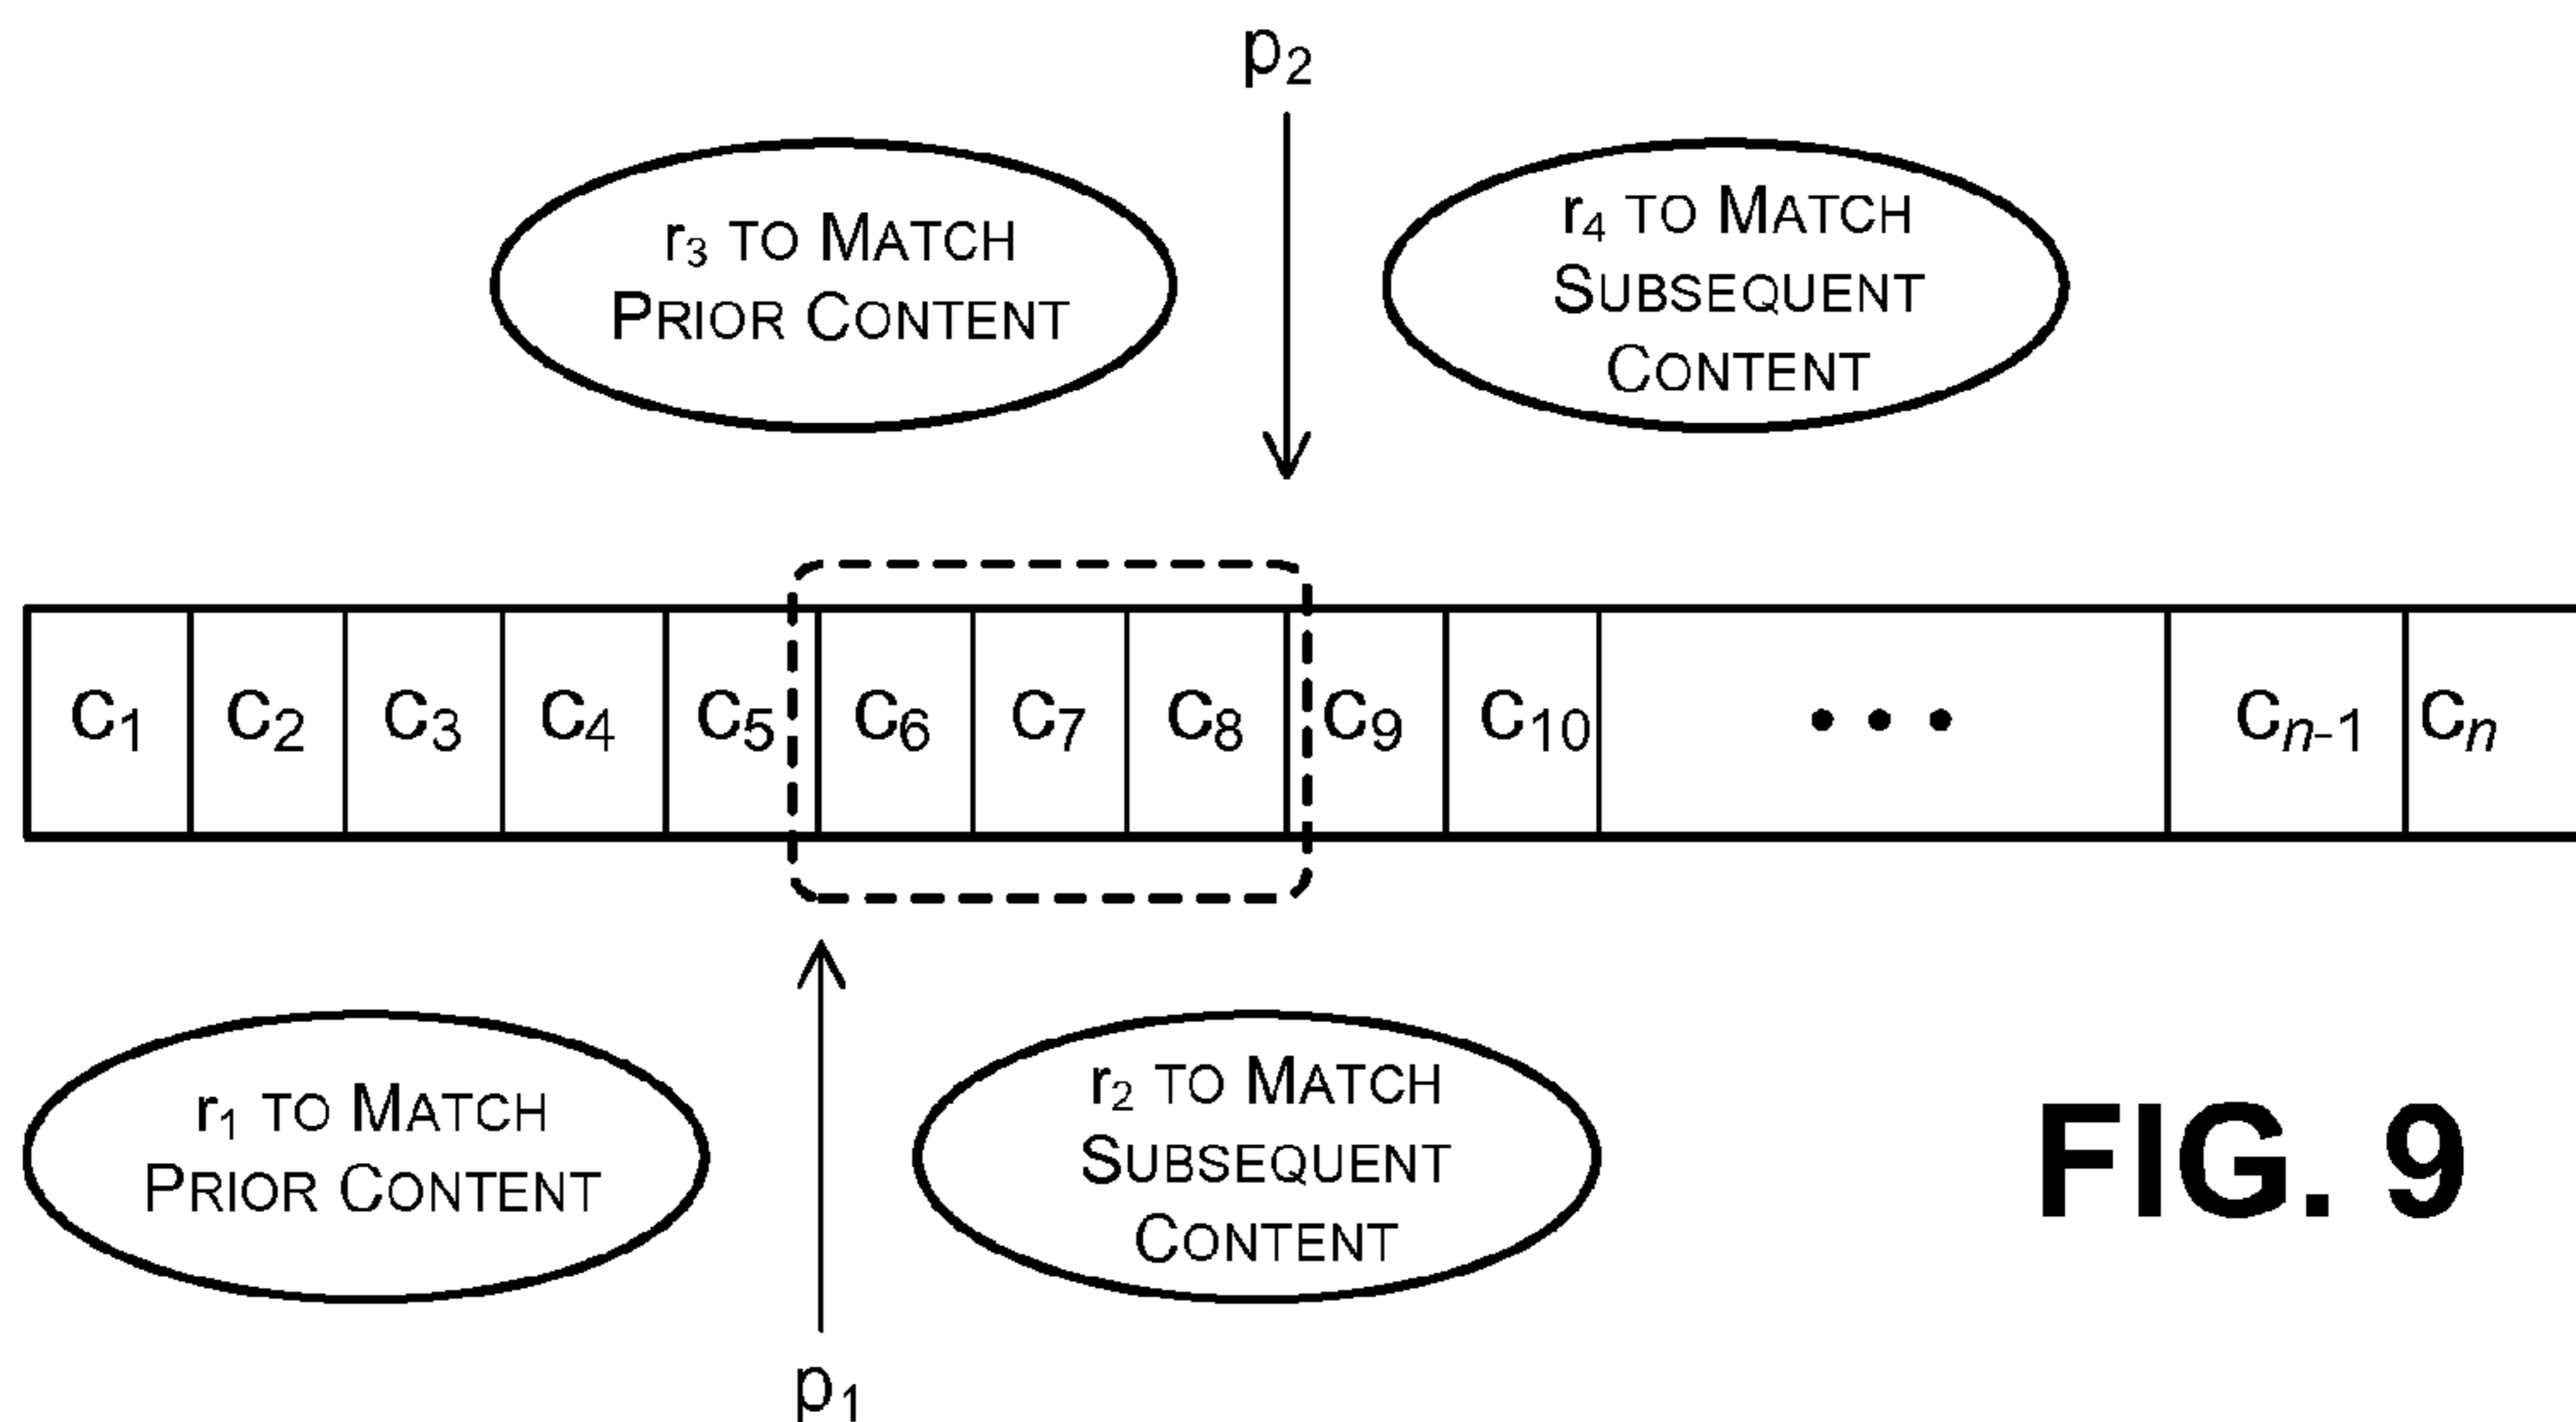 p₂
r₃ TO MATCH
PRIOR CONTENT
r₄ TO MATCH
SUBSEQUENT
CONTENT
C₁ C₂ C₃ C₄ C₅ C₆ C₇ C₈ C₉ C₁₀ ••• Cₙ₋₁ Cₙ
r₁ TO MATCH
PRIOR CONTENT
r₂ TO MATCH
SUBSEQUENT
CONTENT
p₁
FIG. 9